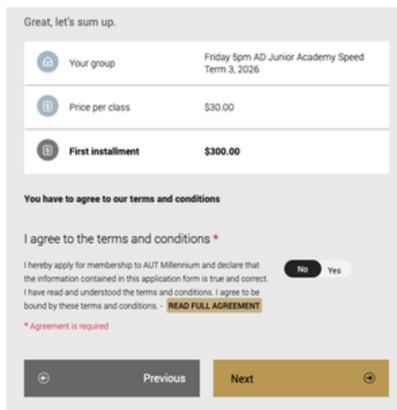 Great, let's sum up.
Your group
Friday 5pm AD Junior Academy Speed
Term 3, 2026
Price per class
$30.00
First installment
$300.00
You have to agree to our terms and conditions
I agree to the terms and conditions *
I hereby apply for membership to AUT Millennium and declare that
the information contained in this application form is true and correct.
I have read and understood the terms and conditions. I agree to be
bound by these terms and conditions. - READ FULL AGREEMENT
No Yes
* Agreement is required
Previous
Next